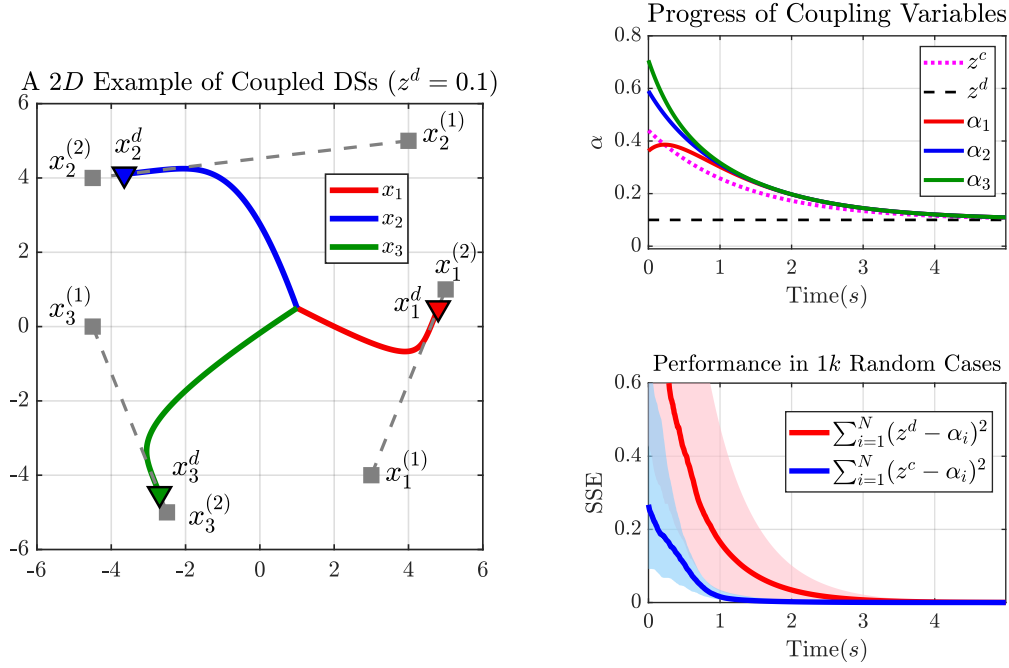 A 2D Example of Coupled DSs (z^d = 0.1)
6
4
2
0
-2
-4
-6
-6 -4 -2 0 2 4 6
x_2^(2)
x_2^d
x_2^(1)
x_1
x_2
x_3
x_1^(2)
x_1^d
x_3^(1)
x_3^d
x_3^(2)
x_1^(1)
Progress of Coupling Variables
0.8
0.6
0.4
0.2
0
α
0 1 2 3 4
Time(s)
z^c
z^d
α_1
α_2
α_3
Performance in 1k Random Cases
0.6
0.4
0.2
0
SSE
0 1 2 3 4
Time(s)
∑_{i=1}^N (z^d − α_i)^2
∑_{i=1}^N (z^c − α_i)^2